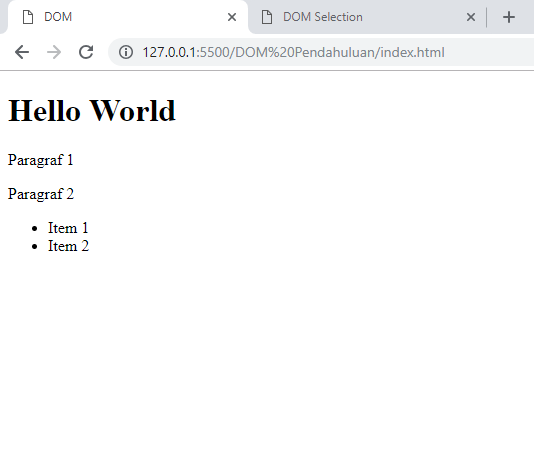 DOM
DOM Selection
127.0.0.1:5500/DOM%20Pendahuluan/index.html
Hello World
Paragraf 1
Paragraf 2
Item 1
Item 2